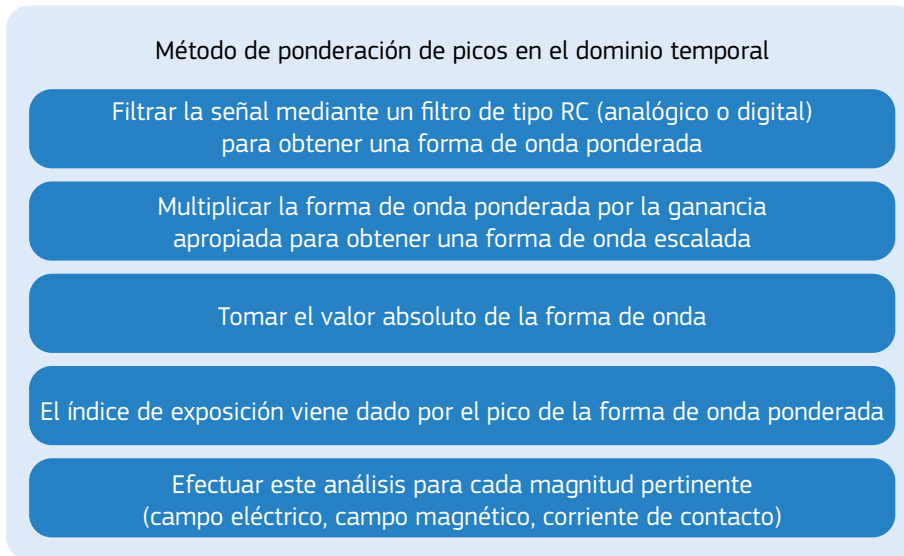 Método de ponderación de picos en el dominio temporal
Filtrar la señal mediante un filtro de tipo RC (analógico o digital)
para obtener una forma de onda ponderada
Multiplicar la forma de onda ponderada por la ganancia
apropiada para obtener una forma de onda escalada
Tomar el valor absoluto de la forma de onda
El índice de exposición viene dado por el pico de la forma de onda ponderada
Efectuar este análisis para cada magnitud pertinente
(campo eléctrico, campo magnético, corriente de contacto)